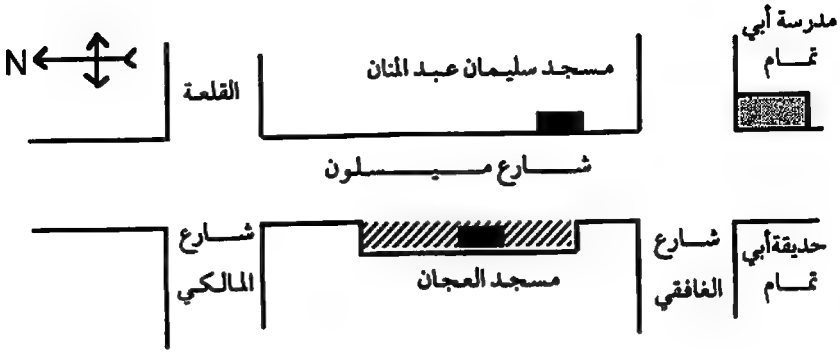 مدرسة أبي
تمام
مسجد سليمان عبد المنان
القلعة
N
شارع ميسلون
حديقة أبي
تمام
شارع
الغافقي
مسجد العجان
شارع
المالكي